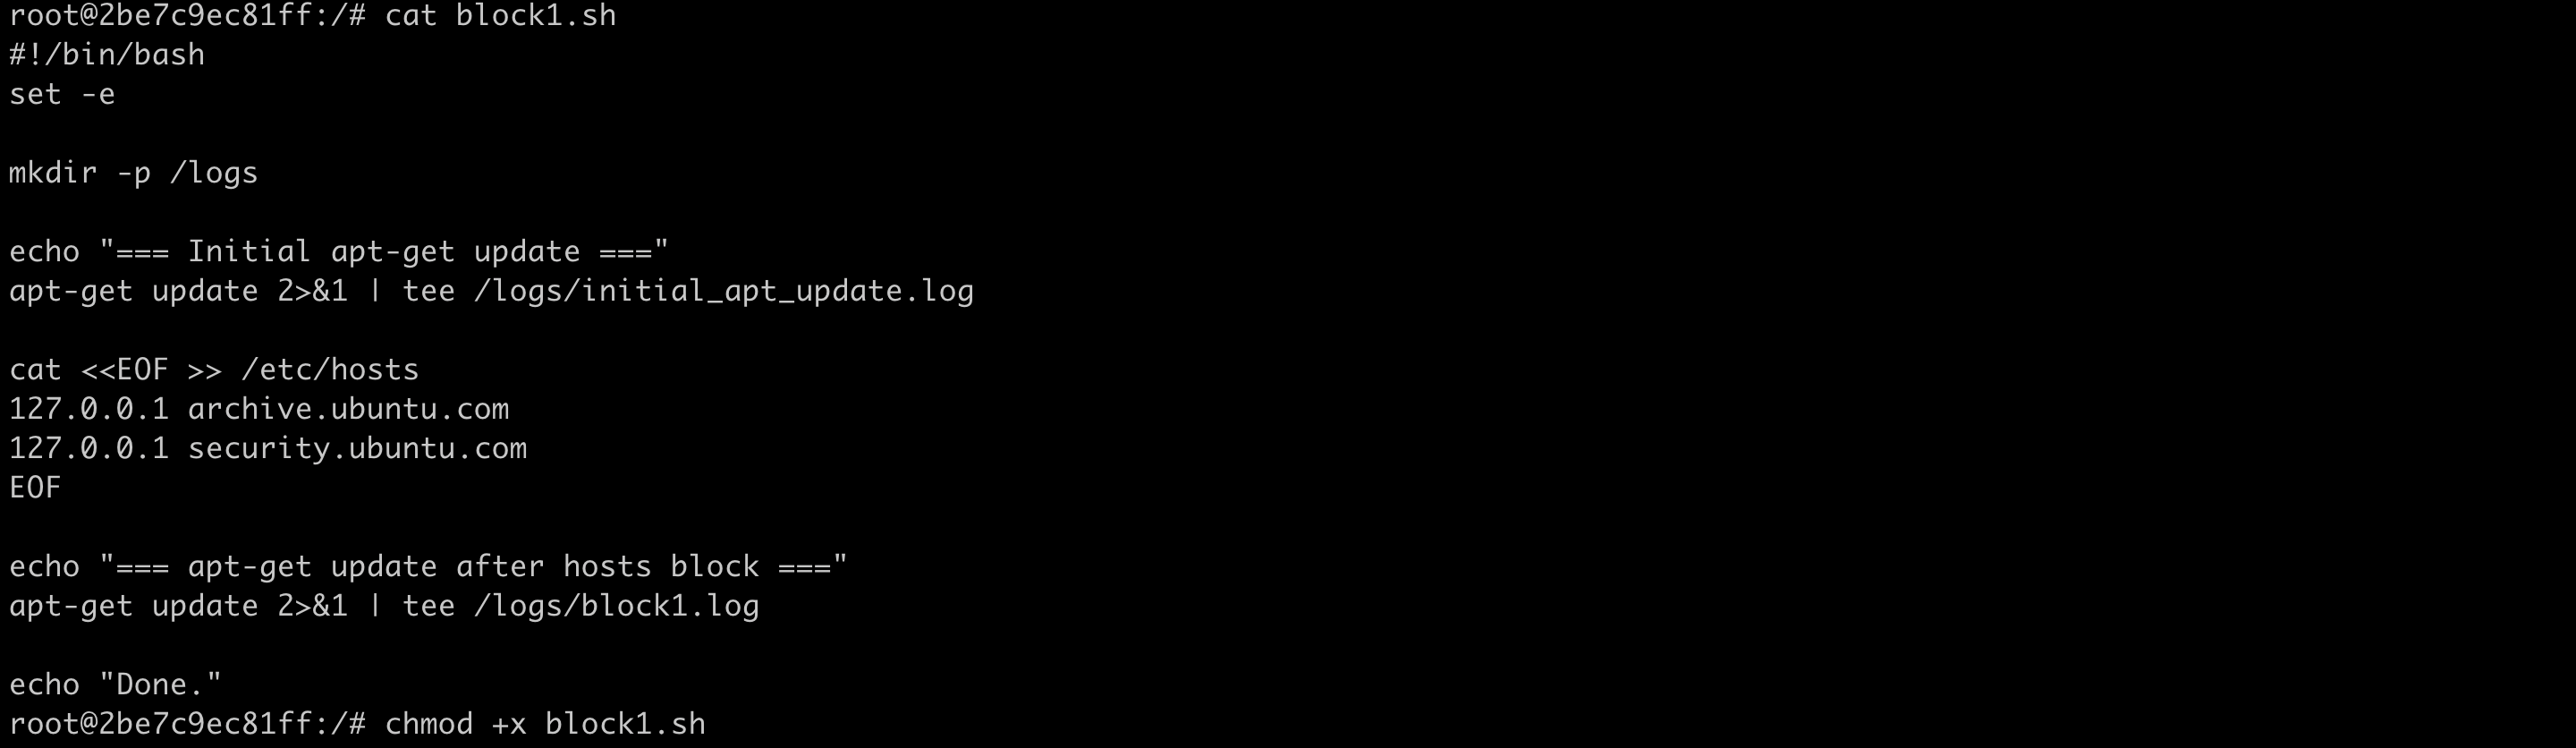 root@2be7c9ec81ff:/# cat block1.sh
#!/bin/bash
set -e
mkdir -p /logs
echo "=== Initial apt-get update ==="
apt-get update 2>&1 | tee /logs/initial_apt_update.log
cat <<EOF >> /etc/hosts
127.0.0.1 archive.ubuntu.com
127.0.0.1 security.ubuntu.com
EOF
echo "=== apt-get update after hosts block ==="
apt-get update 2>&1 | tee /logs/block1.log
echo "Done."
root@2be7c9ec81ff:/# chmod +x block1.sh